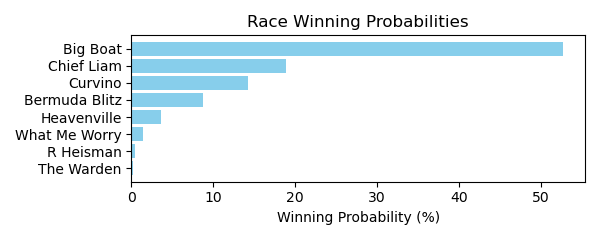 Race Winning Probabilities
Big Boat
Chief Liam
Curvino
Bermuda Blitz
Heavenville
What Me Worry
R Heisman
The Warden
0 10 20 30 40 50
Winning Probability (%)